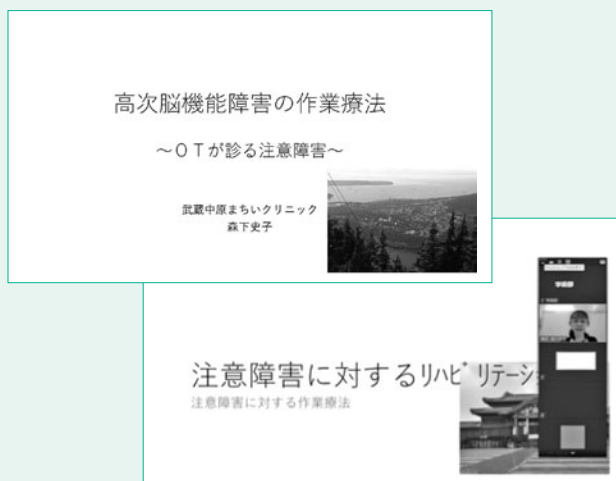 高次脳機能障害の作業療法
～ＯＴが診る注意障害～
武蔵中原まちいクリニック
森下史子
学術部
注意障害に対するリハビリテーシ
注意障害に対する作業療法